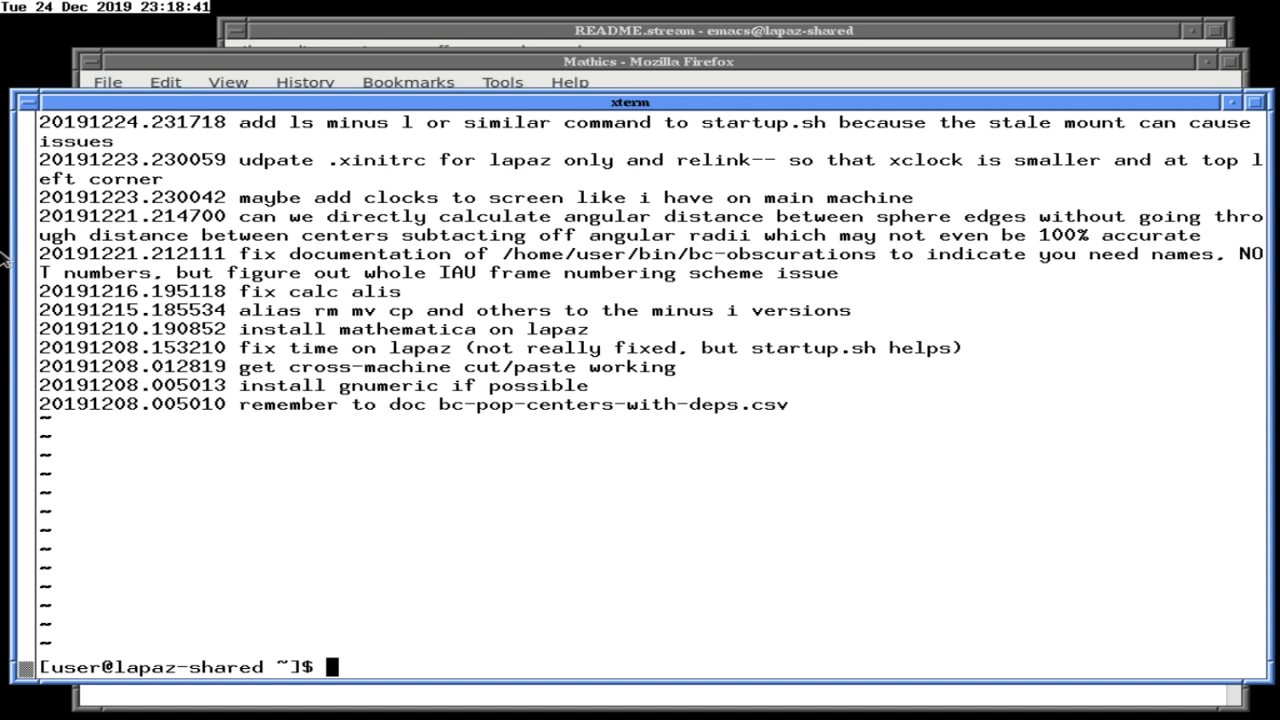 Tue 24 Dec 2019 23:18:41
README.stream - emacs@lapaz-shared
Mathics - Mozilla Firefox
File Edit View History Bookmarks Tools Help
xterm
20191224.231718 add ls minus l or similar command to startup.sh because the stale mount can cause
issues
20191223.230059 udpate .xinitrc for lapaz only and relink-- so that xclock is smaller and at top l
eft corner
20191223.230042 maybe add clocks to screen like i have on main machine
20191221.214700 can we directly calculate angular distance between sphere edges without going thro
ugh distance between centers subtacting off angular radii which may not even be 100% accurate
20191221.212111 fix documentation of /home/user/bin/bc-obscurations to indicate you need names, NO
T numbers, but figure out whole IAU frame numbering scheme issue
20191216.195118 fix calc alis
20191215.185534 alias rm mv cp and others to the minus i versions
20191210.190852 install mathematica on lapaz
20191208.153210 fix time on lapaz (not really fixed, but startup.sh helps)
20191208.012819 get cross-machine cut/paste working
20191208.005013 install gnumeric if possible
20191208.005010 remember to doc bc-pop-centers-with-deps.csv
~
~
~
~
~
~
~
~
~
~
~
~
~
[user@lapaz-shared ~]$